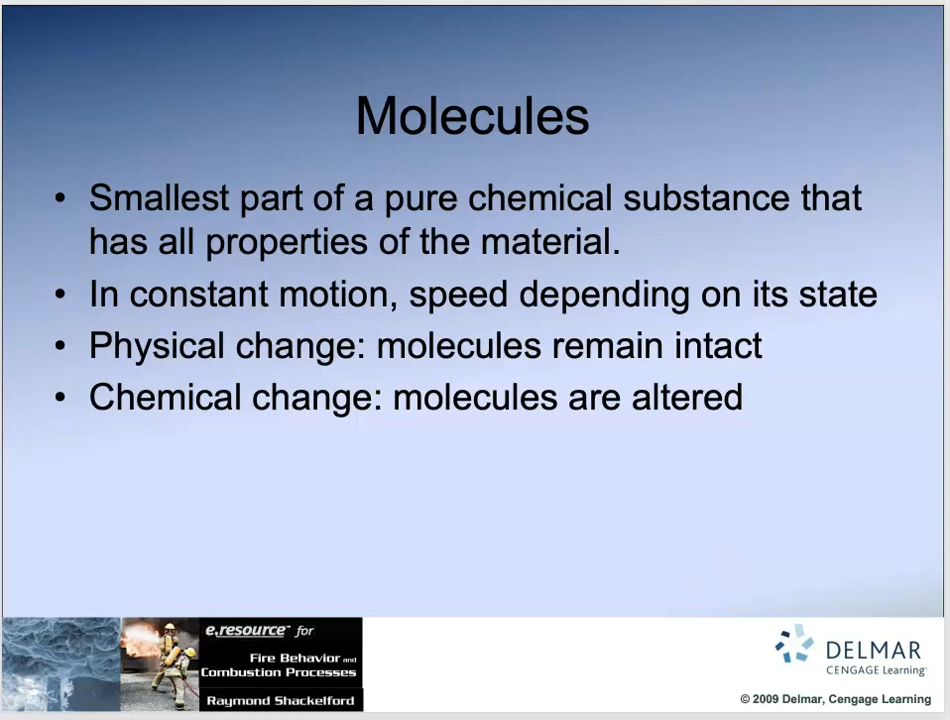 Molecules
• Smallest part of a pure chemical substance that
has all properties of the material.
• In constant motion, speed depending on its state
• Physical change: molecules remain intact
• Chemical change: molecules are altered
e.resource™ for
Fire Behavior and
Combustion Processes
Raymond Shackelford
DELMAR
CENGAGE Learning™
© 2009 Delmar, Cengage Learning